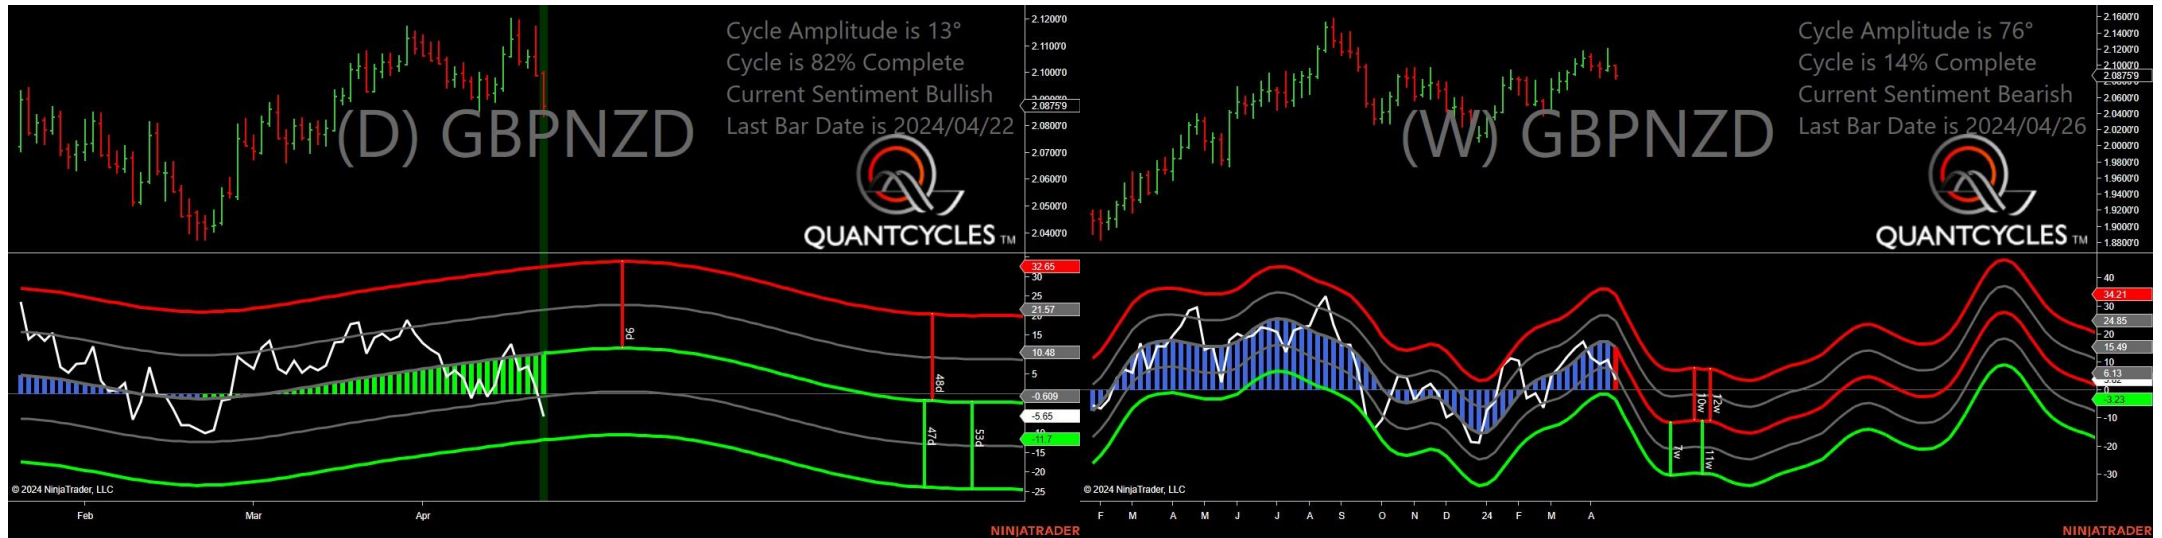 Cycle Amplitude is 13°
Cycle is 82% Complete
Current Sentiment Bullish
Last Bar Date is 2024/04/22
(D) GBPNZD
QUANTCYCLES TM
2.1200'0
2.1100'0
2.1000'0
2.0900'0
2.0875'9
2.0800'0
2.0700'0
2.0600'0
2.0500'0
2.0400'0
32.65
30
25
21.57
20
15
10.48
5
-0.609
-5.65
-11.7
-15
-20
-25
9d
48d
47d
53d
© 2024 NinjaTrader, LLC
Feb Mar Apr
NINJATRADER
Cycle Amplitude is 76°
Cycle is 14% Complete
Current Sentiment Bearish
Last Bar Date is 2024/04/26
(W) GBPNZD
QUANTCYCLES TM
2.1600'0
2.1400'0
2.1200'0
2.1000'0
2.0875'9
2.0600'0
2.0400'0
2.0200'0
2.0000'0
1.9800'0
1.9600'0
1.9400'0
1.9200'0
1.9000'0
1.8800'0
40
34.21
30
24.85
20
15.49
10
6.13
0
-3.23
-10
-20
-30
10w
12w
7w
11w
© 2024 NinjaTrader, LLC
F M A M J J A S O N D 24 F M A
NINJATRADER